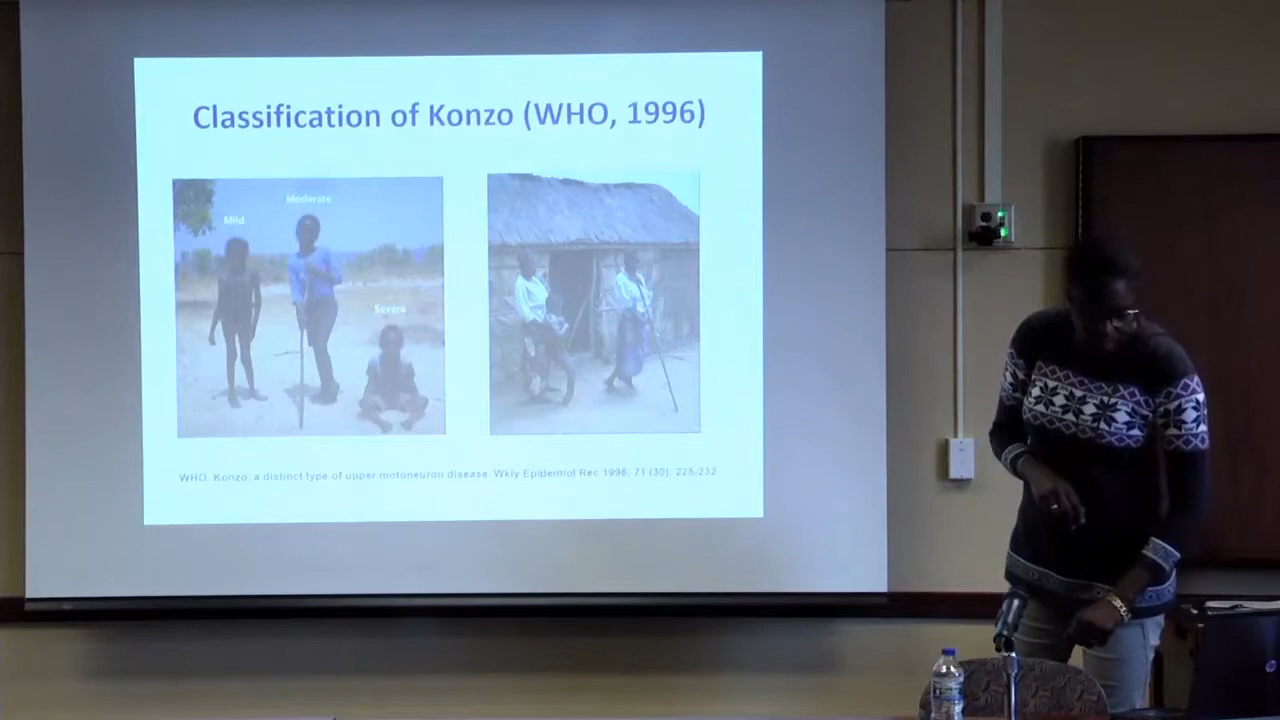 Classification of Konzo (WHO, 1996)
Moderate
Mild
Severe
WHO. Konzo, a distinct type of upper motoneuron disease. Wkly Epidemiol Rec 1996; 71 (30): 225-232